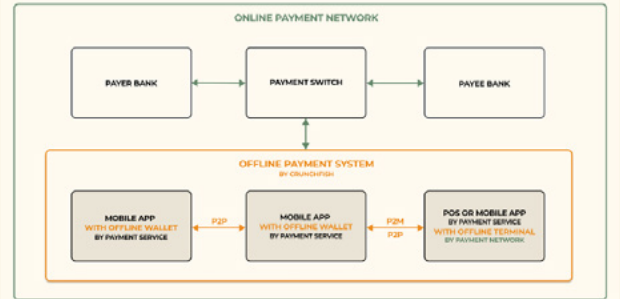 ONLINE PAYMENT NETWORK
PAYER BANK
PAYMENT SWITCH
PAYEE BANK
OFFLINE PAYMENT SYSTEM
BY CRUNCHFISH
MOBILE APP
WITH OFFLINE WALLET
BY PAYMENT SERVICE
P2P
MOBILE APP
WITH OFFLINE WALLET
BY PAYMENT SERVICE
P2M
P2P
POS OR MOBILE APP
BY PAYMENT SERVICE
WITH OFFLINE TERMINAL
BY PAYMENT NETWORK